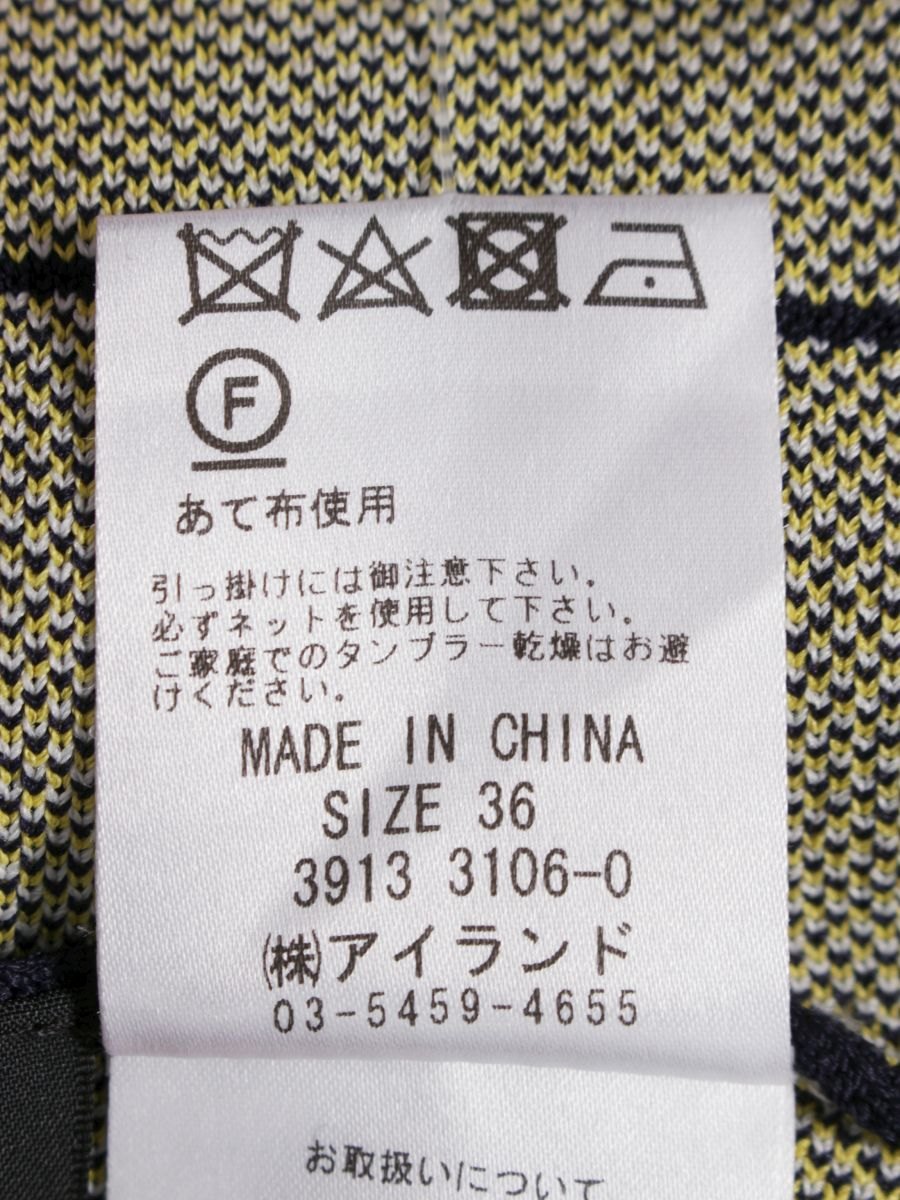 F
あて布使用
引っ掛けには御注意下さい．
必ずネットを使用して下さい．
ご家庭でのタンブラー乾燥はお避
けください．
MADE IN CHINA
SIZE 36
3913 3106-0
㈱アイランド
03-5459-4655
お取扱いについて